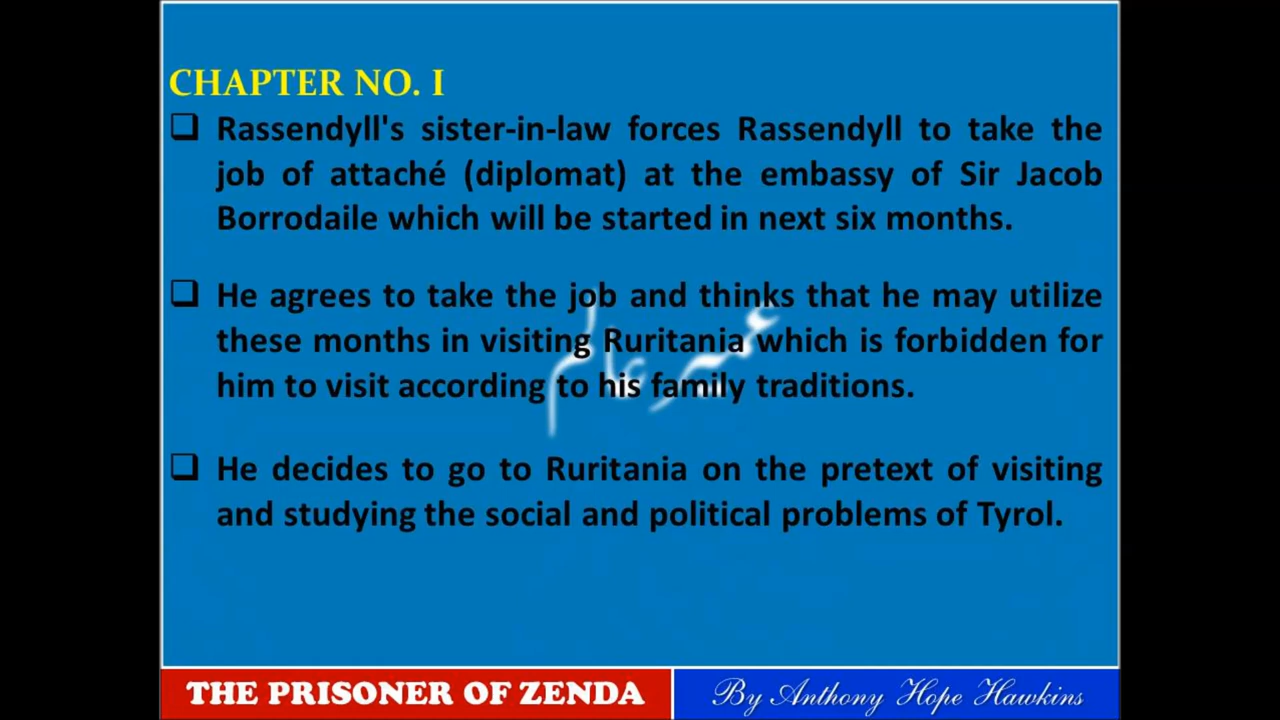 CHAPTER NO. I
❑ Rassendyll's sister-in-law forces Rassendyll to take the
job of attaché (diplomat) at the embassy of Sir Jacob
Borrodaile which will be started in next six months.
❑ He agrees to take the job and thinks that he may utilize
these months in visiting Ruritania which is forbidden for
him to visit according to his family traditions.
❑ He decides to go to Ruritania on the pretext of visiting
and studying the social and political problems of Tyrol.
THE PRISONER OF ZENDA
By Anthony Hope Hawkins